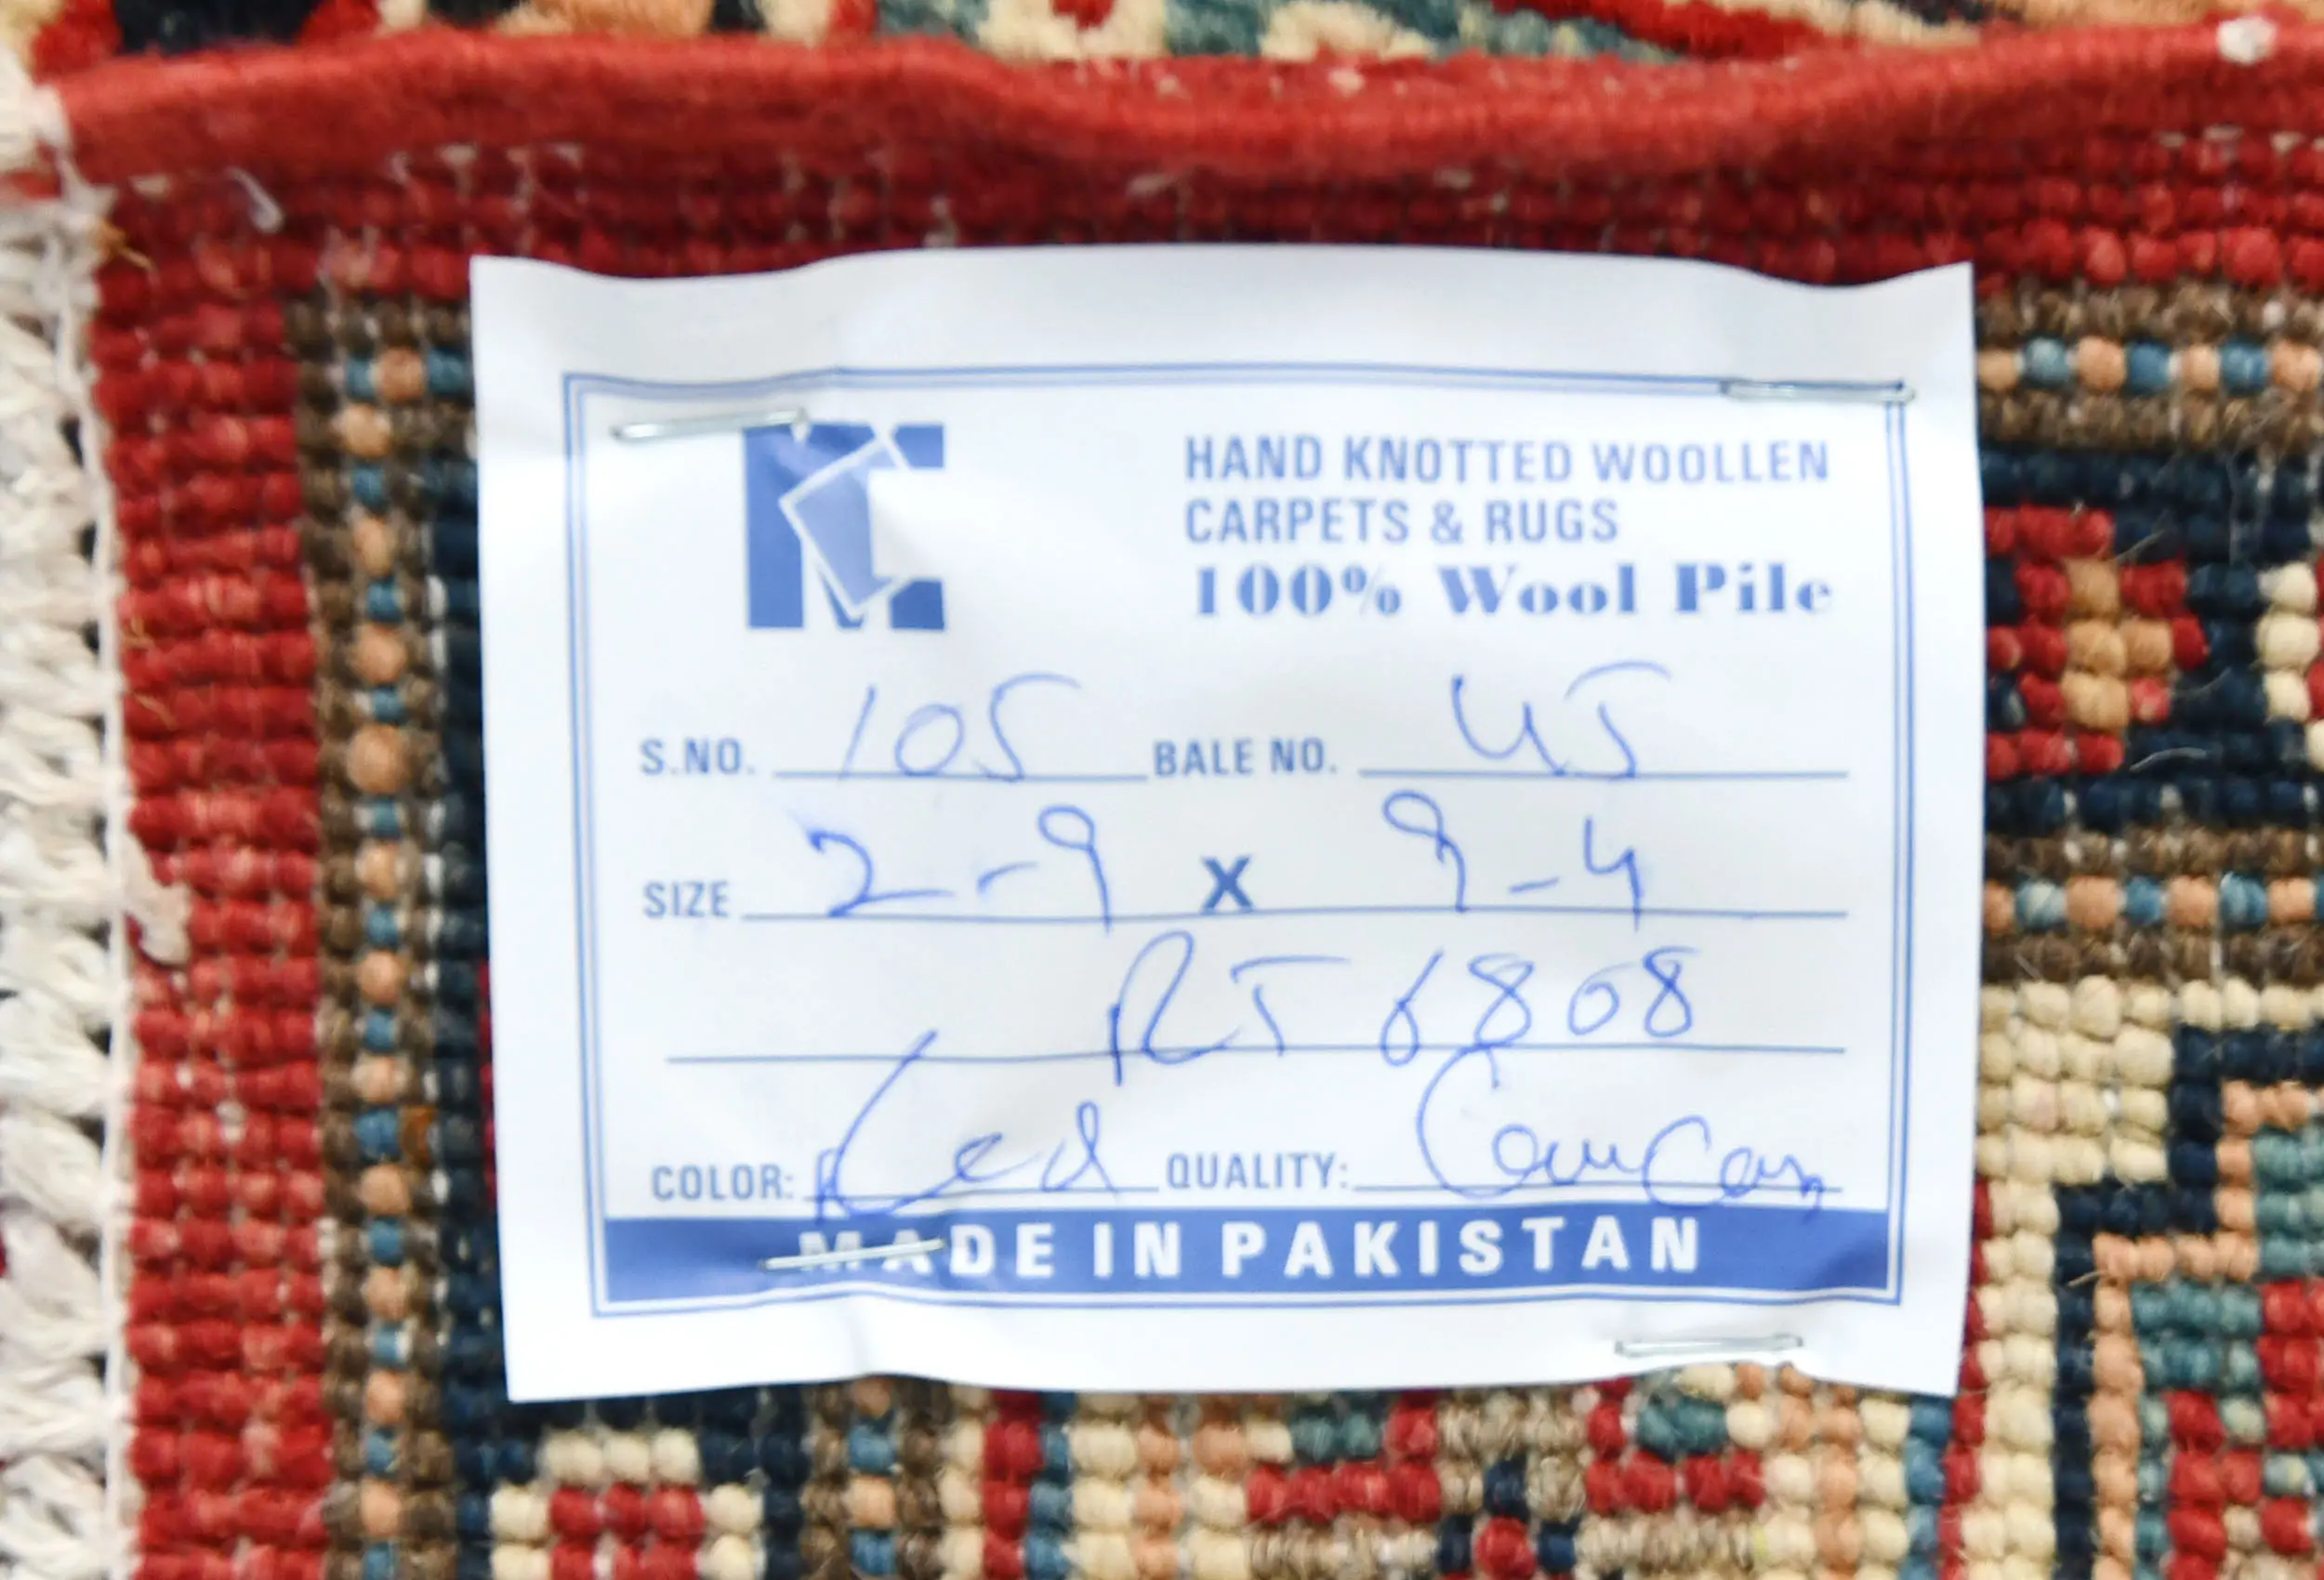 HAND KNOTTED WOOLLEN
CARPETS & RUGS
100% Wool Pile
S.NO. 105 BALE NO. 45
SIZE 2-9 X 9-4
RT 6808
COLOR: Red QUALITY:
MADE IN PAKISTAN